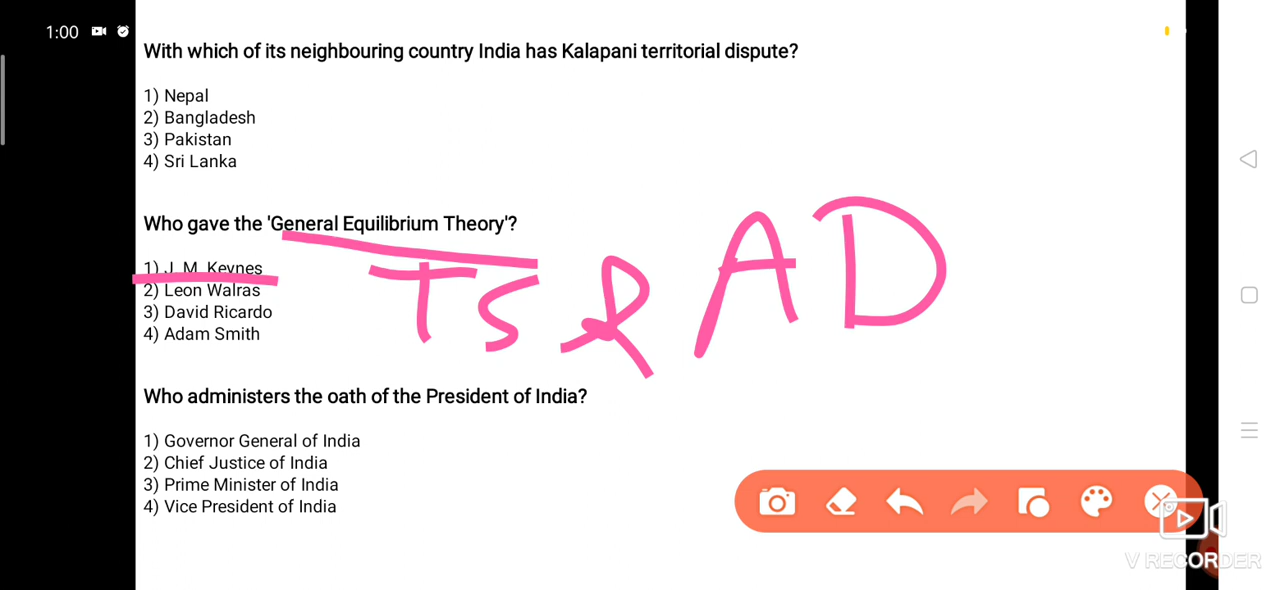 1:00
With which of its neighbouring country India has Kalapani territorial dispute?
1) Nepal
2) Bangladesh
3) Pakistan
4) Sri Lanka
Who gave the 'General Equilibrium Theory'?
1) J. M. Keynes
2) Leon Walras
3) David Ricardo
4) Adam Smith
TS & AD
Who administers the oath of the President of India?
1) Governor General of India
2) Chief Justice of India
3) Prime Minister of India
4) Vice President of India
V RECORDER